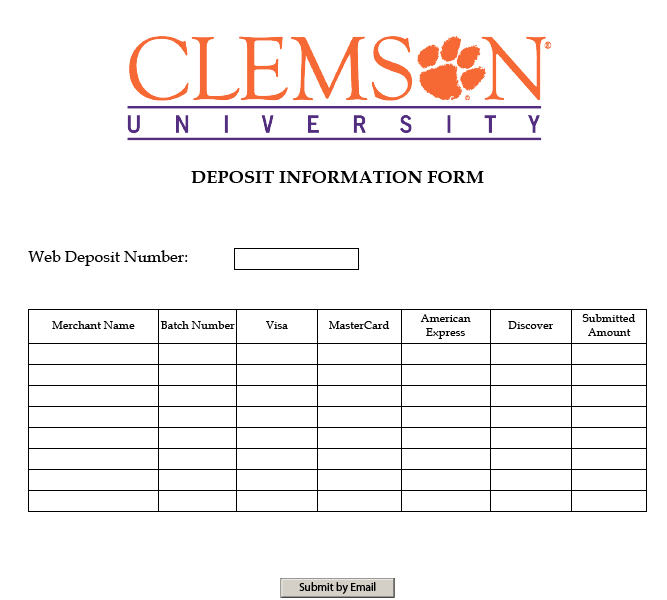 CLEMSON®
UNIVERSITY
DEPOSIT INFORMATION FORM
Web Deposit Number:
Merchant Name Batch Number Visa MasterCard American Express Discover Submitted Amount
Submit by Email